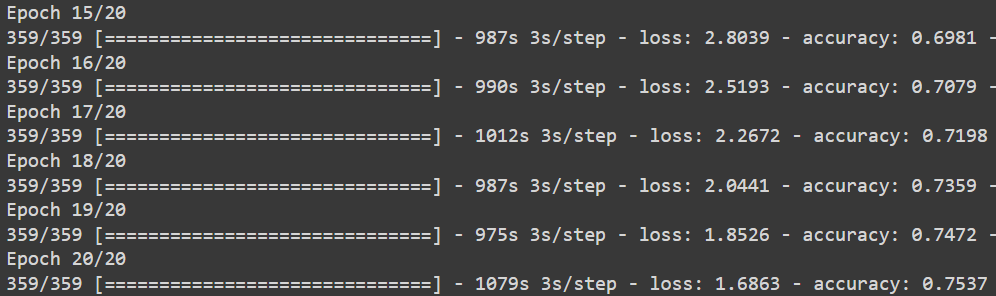 Epoch 15/20
359/359 [==============================] - 987s 3s/step - loss: 2.8039 - accuracy: 0.6981 -
Epoch 16/20
359/359 [==============================] - 990s 3s/step - loss: 2.5193 - accuracy: 0.7079 -
Epoch 17/20
359/359 [==============================] - 1012s 3s/step - loss: 2.2672 - accuracy: 0.7198
Epoch 18/20
359/359 [==============================] - 987s 3s/step - loss: 2.0441 - accuracy: 0.7359 -
Epoch 19/20
359/359 [==============================] - 975s 3s/step - loss: 1.8526 - accuracy: 0.7472 -
Epoch 20/20
359/359 [==============================] - 1079s 3s/step - loss: 1.6863 - accuracy: 0.7537